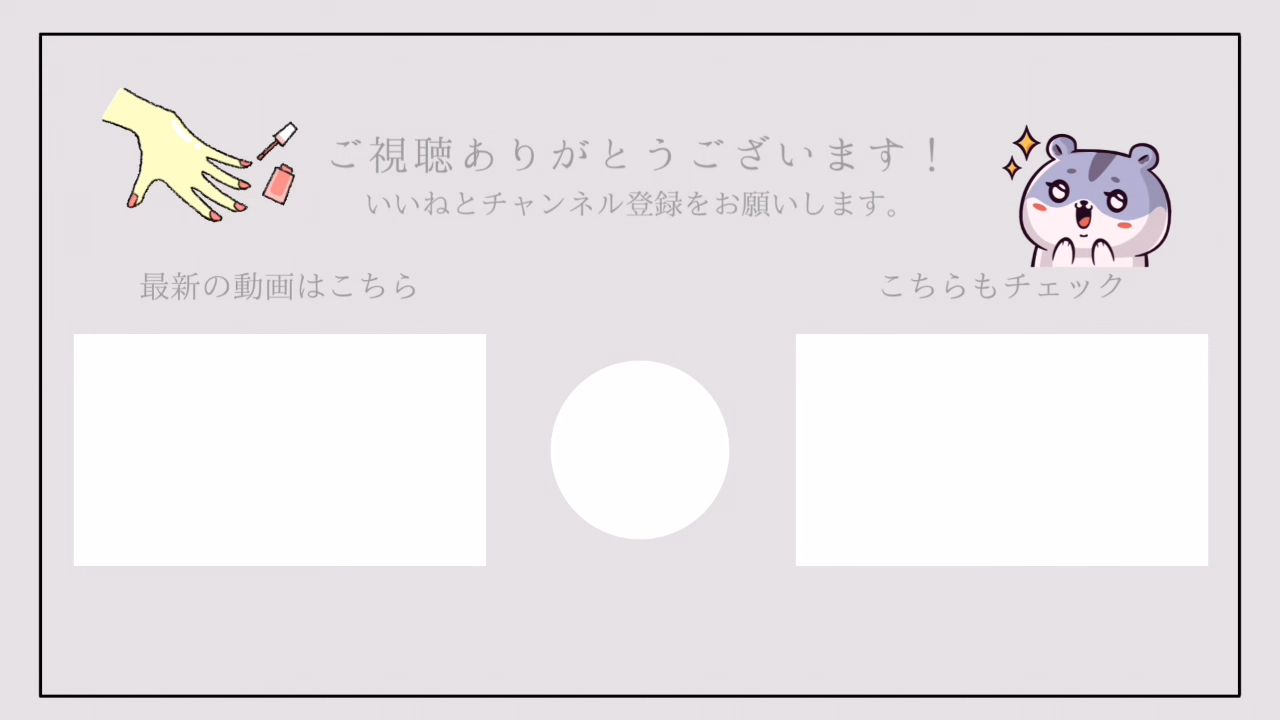 ご視聴ありがとうございます！
いいねとチャンネル登録をお願いします。
最新の動画はこちら
こちらもチェック